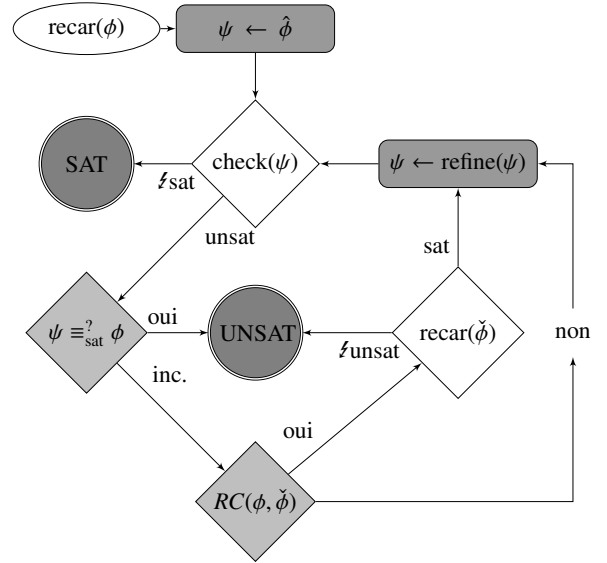 recar(ϕ)
ψ ← ϕ̂
SAT
check(ψ)
ψ ← refine(ψ)
↯sat
unsat
sat
ψ ≡?sat ϕ
oui
UNSAT
recar(ϕ̌)
non
↯unsat
inc.
oui
RC(ϕ, ϕ̌)